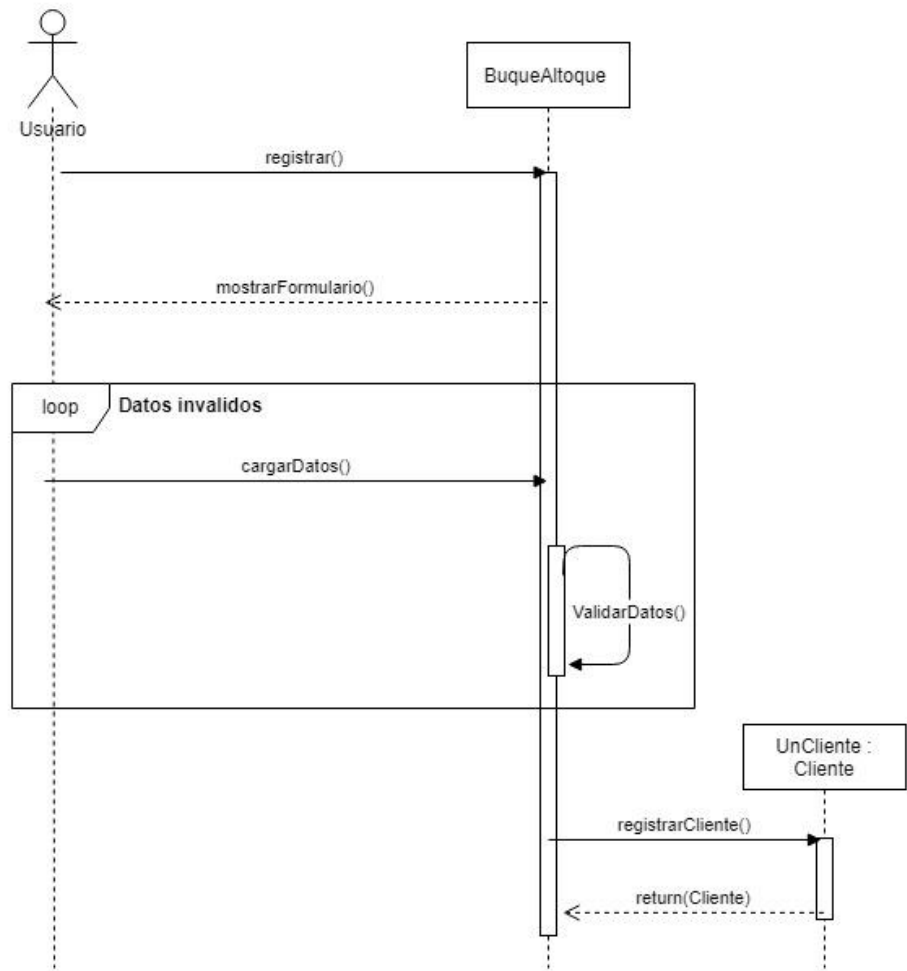 Usuario
BuqueAltoque
registrar()
mostrarFormulario()
loop
Datos invalidos
cargarDatos()
ValidarDatos()
UnCliente :
Cliente
registrarCliente()
return(Cliente)